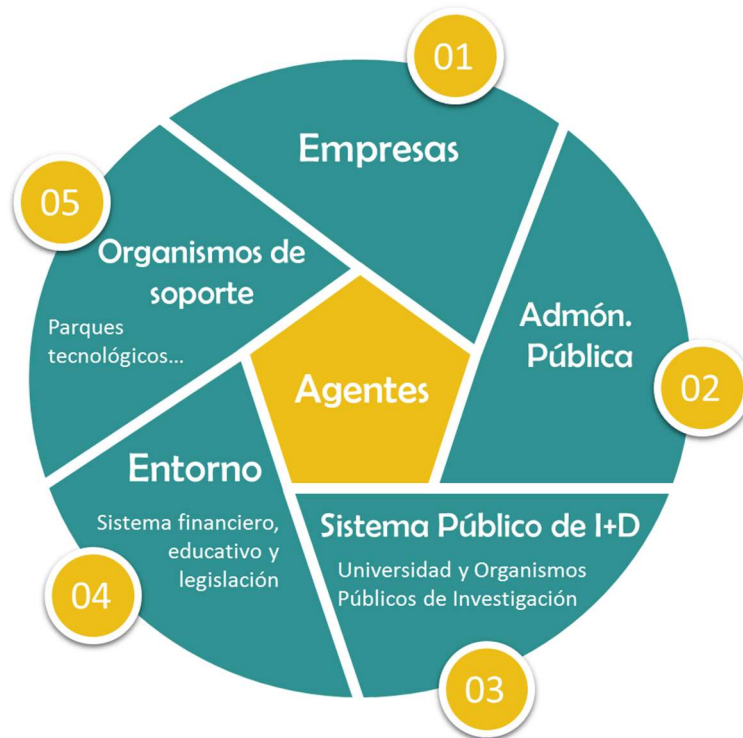 01
Empresas
02
Admón.
Pública
03
Sistema Público de I+D
Universidad y Organismos
Públicos de Investigación
04
Entorno
Sistema financiero,
educativo y
legislación
05
Organismos de
soporte
Parques
tecnológicos...
Agentes